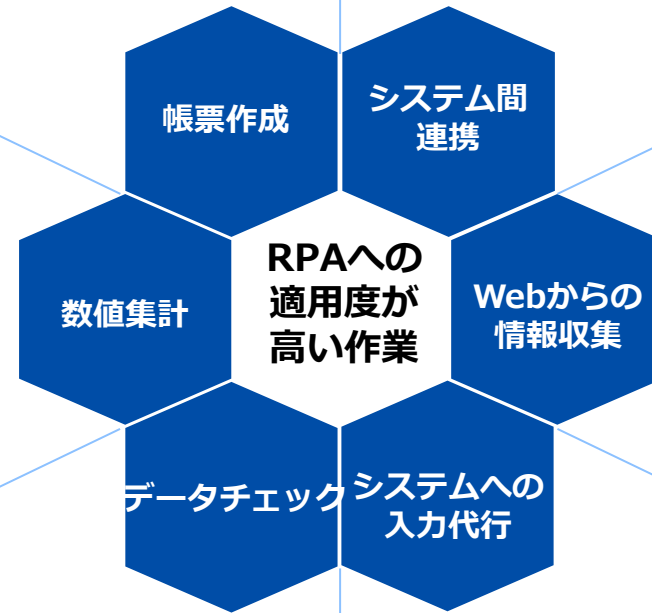 帳票作成
システム間
連携
RPAへの
適用度が
高い作業
数値集計
Webからの
情報収集
データチェック
システムへの
入力代行